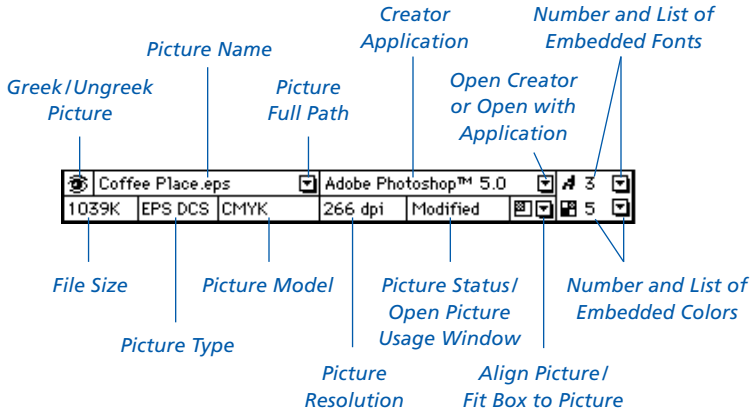 Creator
Application
Number and List of
Embedded Fonts
Picture Name
Greek/Ungreek
Picture
Picture
Full Path
Open Creator
or Open with
Application
Coffee Place.eps
Adobe Photoshop™ 5.0
3
1039K
EPS DCS
CMYK
266 dpi
Modified
5
File Size
Picture Model
Picture Status/
Open Picture
Usage Window
Number and List of
Embedded Colors
Picture Type
Picture
Resolution
Align Picture/
Fit Box to Picture